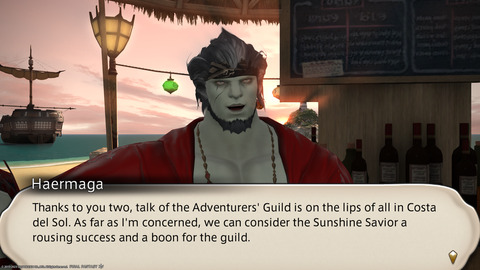 Haermaga
Thanks to you two, talk of the Adventurers' Guild is on the lips of all in Costa
del Sol. As far as I'm concerned, we can consider the Sunshine Savior a
rousing success and a boon for the guild.